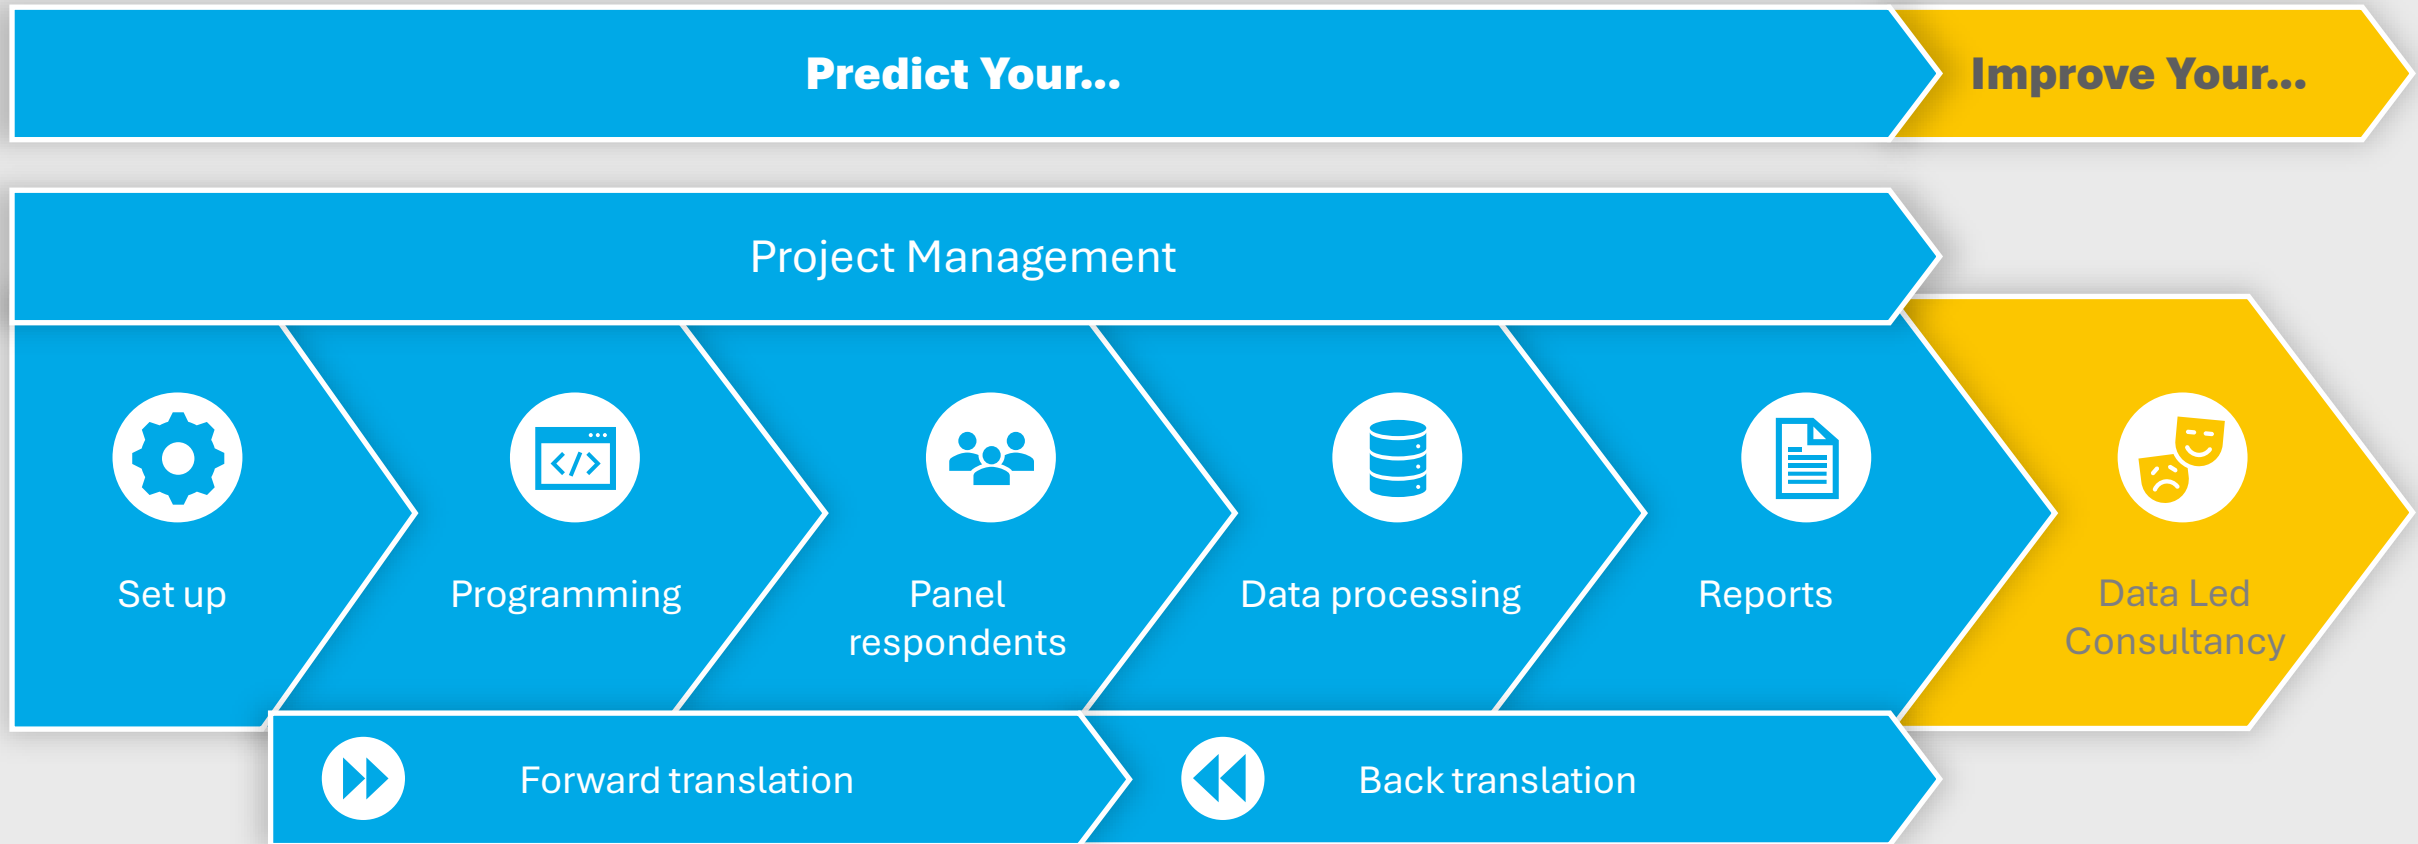 Predict Your...
Improve Your...
Project Management
Set up
Programming
Panel
respondents
Data processing
Reports
Data Led
Consultancy
Forward translation
Back translation